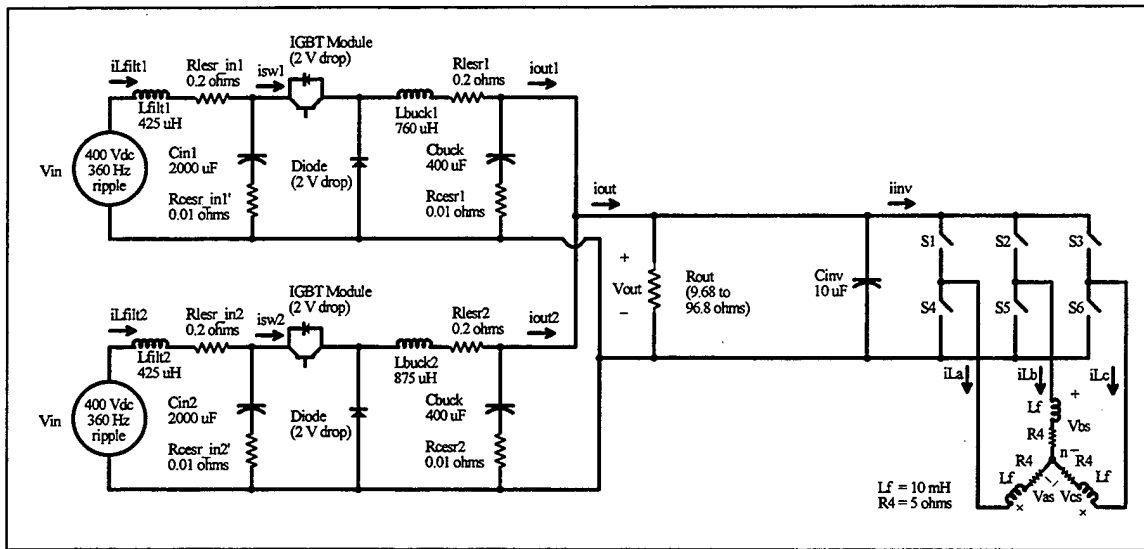 IGBT Module
(2 V drop)
iLfilt1
Rlesr_in1
0.2 ohms
isw1
Rlesr1
0.2 ohms
iout1
Lfilt1
425 uH
Lbuck1
760 uH
Vin
400 Vdc
360 Hz
ripple
Cin1
2000 uF
Diode
(2 V drop)
Cbuck
400 uF
Rcesr_in1'
0.01 ohms
Rcesr1
0.01 ohms
iout
iinv
S1
S2
S3
+
Vout
–
Rout
(9.68 to
96.8 ohms)
Cinv
10 uF
S4
S5
S6
IGBT Module
(2 V drop)
iLfilt2
Rlesr_in2
0.2 ohms
isw2
Rlesr2
0.2 ohms
iout2
Lfilt2
425 uH
Lbuck2
875 uH
Vin
400 Vdc
360 Hz
ripple
Cin2
2000 uF
Diode
(2 V drop)
Cbuck
400 uF
Rcesr_in2'
0.01 ohms
Rcesr2
0.01 ohms
iLa
iLb
iLc
Lf
+
Vbs
R4
n –
R4
R4
Lf
Lf
Vas
Vcs
Lf = 10 mH
R4 = 5 ohms